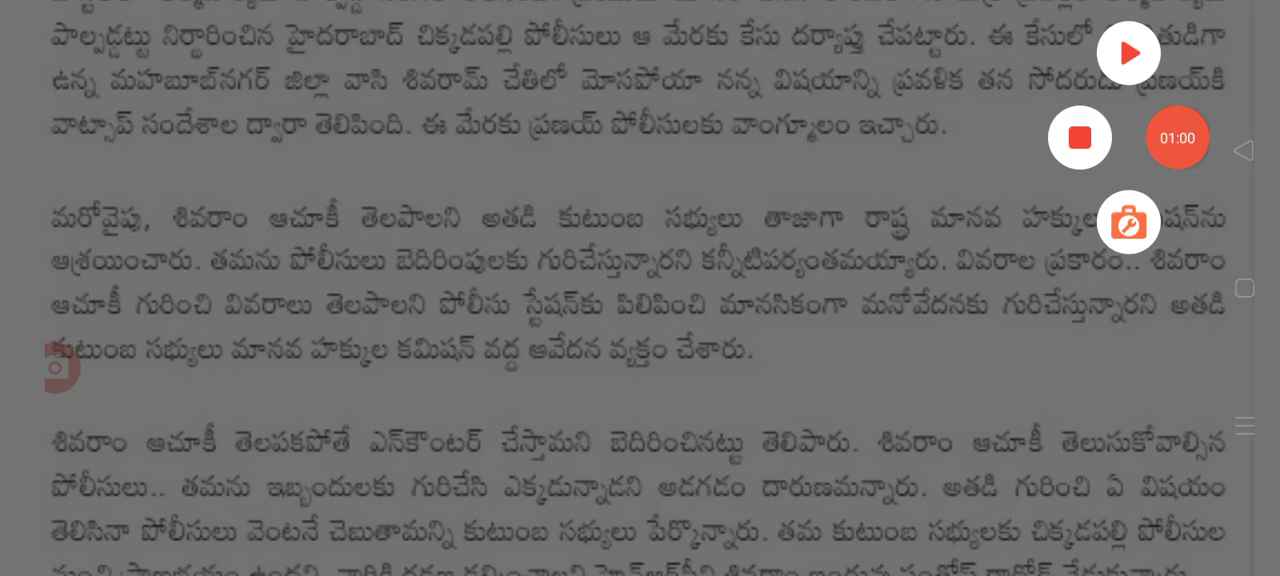 పాల్పడ్డట్టు నిర్ధారించిన హైదరాబాద్ చిక్కడపల్లి పోలీసులు ఆ మేరకు కేసు దర్యాప్తు చేపట్టారు. ఈ కేసులో
ఉన్న మహబూబ్‌నగర్ జిల్లా వాసి శివరామ్ చేతిలో మోసపోయా నన్న విషయాన్ని ప్రవళిక తన సోదరుడు ప్రణయ్‌కి
వాట్సాప్ సందేశాల ద్వారా తెలిపింది. ఈ మేరకు ప్రణయ్ పోలీసులకు వాంగ్మూలం ఇచ్చారు.
01:00
మరోవైపు, శివరాం ఆచూకీ తెలపాలని అతడి కుటుంబ సభ్యులు తాజాగా రాష్ట్ర మానవ హక్కుల
ఆశ్రయించారు. తమను పోలీసులు బెదిరింపులకు గురిచేస్తున్నారని కన్నీటిపర్యంతమయ్యారు. వివరాల ప్రకారం.. శివరాం
ఆచూకీ గురించి వివరాలు తెలపాలని పోలీసు స్టేషన్‌కు పిలిపించి మానసికంగా మనోవేదనకు గురిచేస్తున్నారని అతడి
కుటుంబ సభ్యులు మానవ హక్కుల కమిషన్ వద్ద ఆవేదన వ్యక్తం చేశారు.
శివరాం ఆచూకీ తెలపకపోతే ఎన్‌కౌంటర్ చేస్తామని బెదిరించినట్టు తెలిపారు. శివరాం ఆచూకీ తెలుసుకోవాల్సిన
పోలీసులు.. తమను ఇబ్బందులకు గురిచేసి ఎక్కడున్నాడని అడగడం దారుణమన్నారు. అతడి గురించి ఏ విషయం
తెలిసినా పోలీసులు వెంటనే చెబుతామన్ని కుటుంబ సభ్యులు పేర్కొన్నారు. తమ కుటుంబ సభ్యులకు చిక్కడపల్లి పోలీసుల